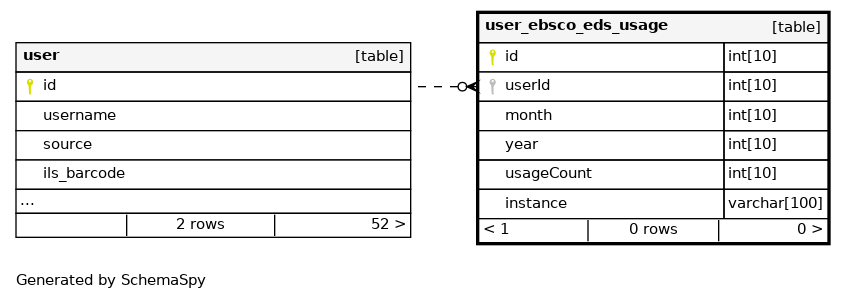 user [table]
id
username
source
ils_barcode
...
2 rows 52 >
user_ebsco_eds_usage [table]
id int[10]
userId int[10]
month int[10]
year int[10]
usageCount int[10]
instance varchar[100]
< 1 0 rows 0 >
Generated by SchemaSpy